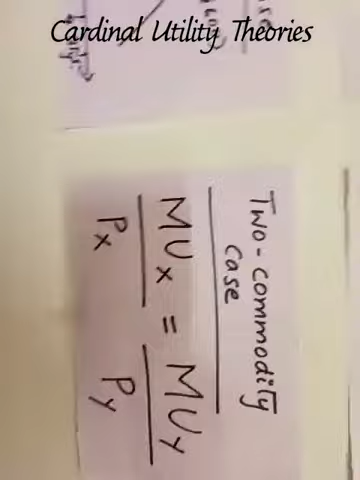 Cardinal Utility Theories
Two-commodity
case
MUx = MUy
Px Py